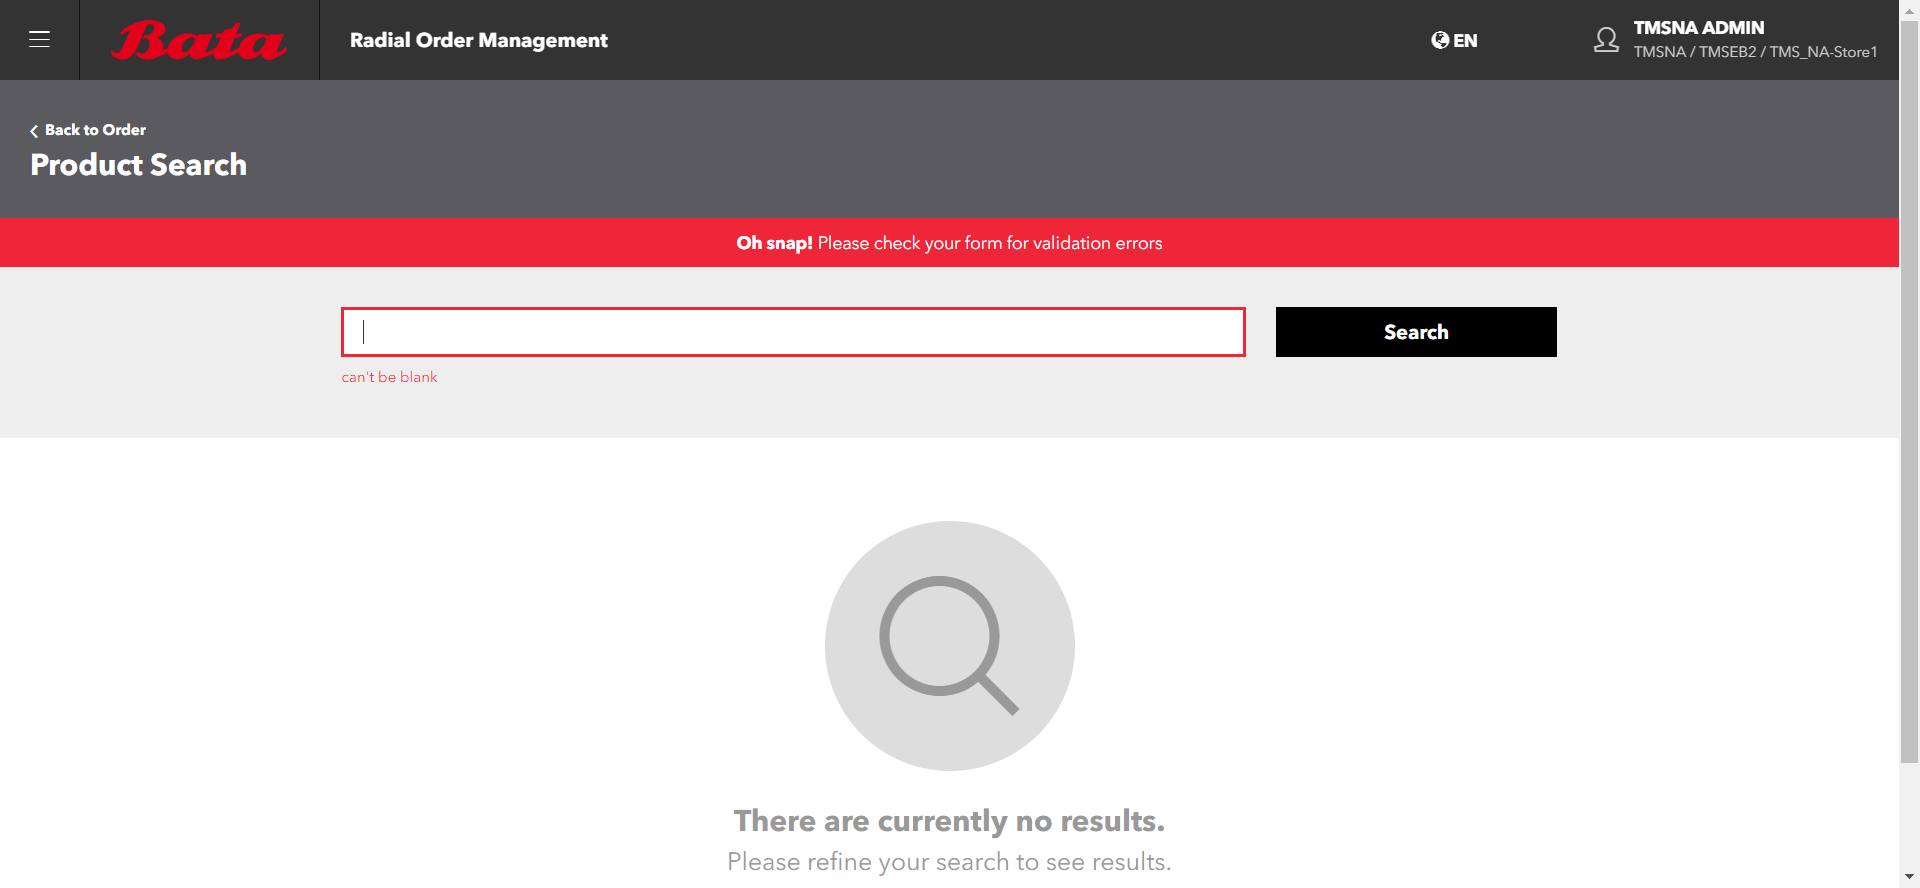 Bata
Radial Order Management
EN
TMSNA ADMIN
TMSNA / TMSEB2 / TMS_NA-Store1
Back to Order
Product Search
Oh snap! Please check your form for validation errors
Search
can't be blank
There are currently no results.
Please refine your search to see results.